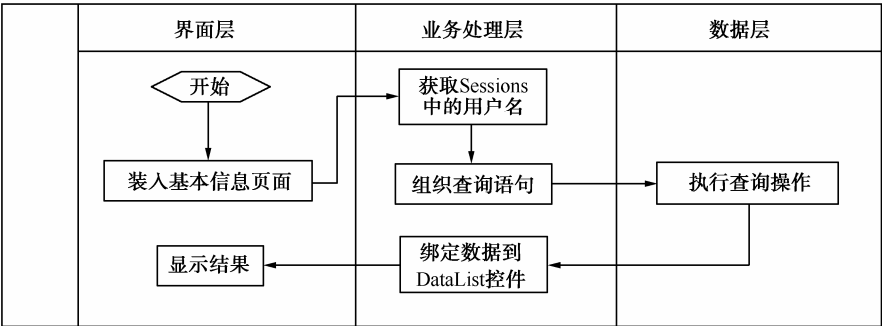 界面层
业务处理层
数据层
开始
获取Sessions
中的用户名
装入基本信息页面
组织查询语句
执行查询操作
显示结果
绑定数据到
DataList控件